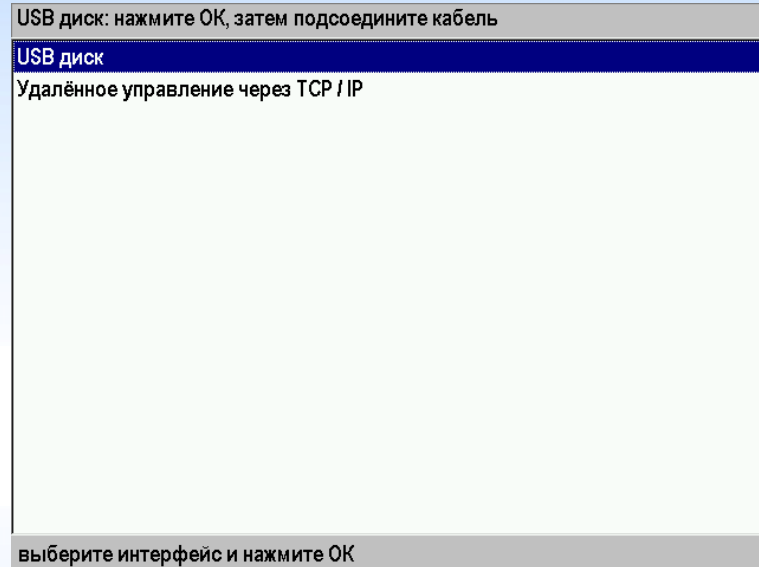 USB диск: нажмите ОК, затем подсоедините кабель
USB диск
Удалённое управление через TCP / IP
выберите интерфейс и нажмите ОК